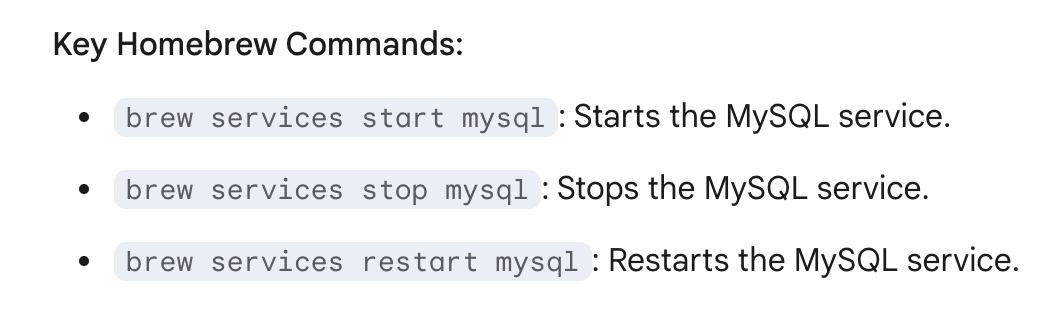 Key Homebrew Commands:
• brew services start mysql: Starts the MySQL service.
• brew services stop mysql: Stops the MySQL service.
• brew services restart mysql: Restarts the MySQL service.